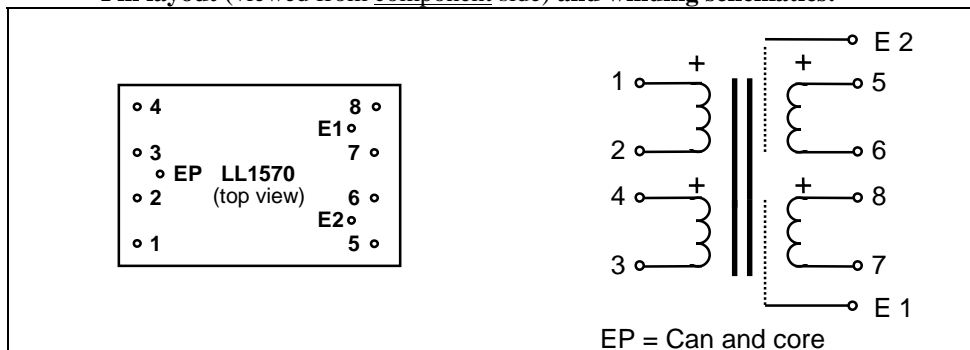 Pin layout (viewed from component side) and winding schematics:
4 8
E1
3 7
EP LL1570
2 (top view) 6
E2
1 5
E 2
+ +
1 5
2 6
+ +
4 8
3 7
E 1
EP = Can and core